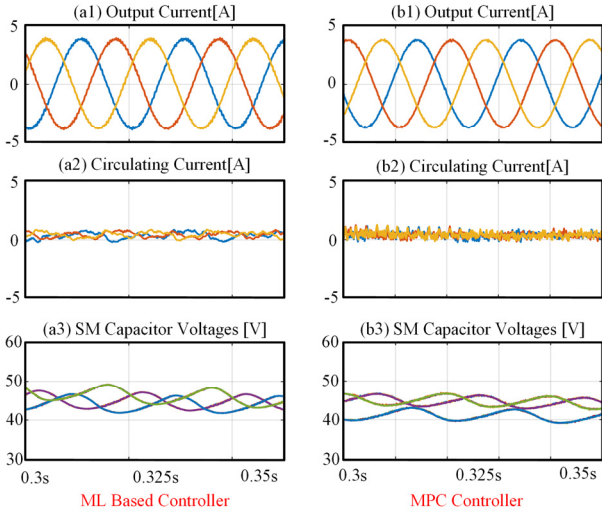 (a1) Output Current[A]
5
0
-5
(b1) Output Current[A]
5
0
-5
(a2) Circulating Current[A]
5
0
-5
(b2) Circulating Current[A]
5
0
-5
(a3) SM Capacitor Voltages [V]
60
50
40
30
0.3s 0.325s 0.35s
ML Based Controller
(b3) SM Capacitor Voltages [V]
60
50
40
30
0.3s 0.325s 0.35s
MPC Controller